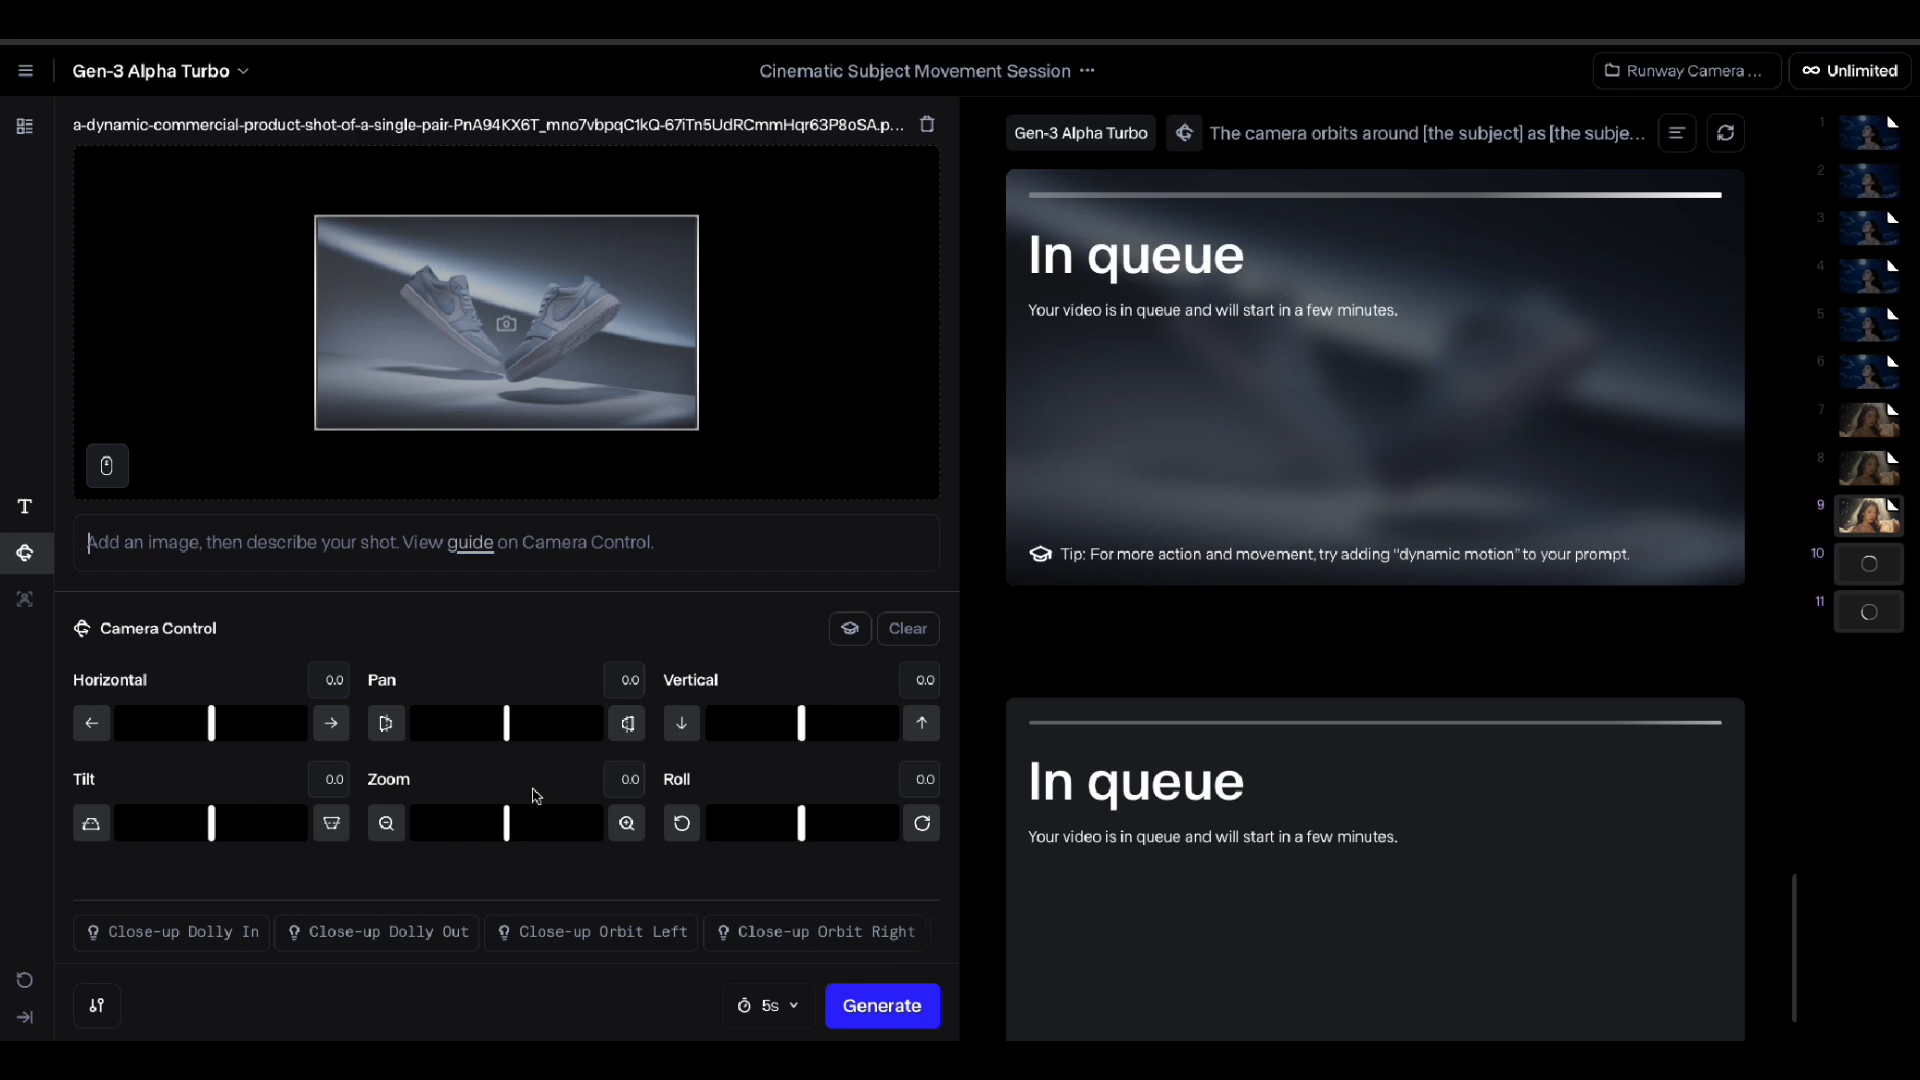 Gen-3 Alpha Turbo
Cinematic Subject Movement Session ...
Runway Camera ...
Unlimited
a-dynamic-commercial-product-shot-of-a-single-pair-PnA94KX6T_mno7vbpqC1kQ-67iTn5UdRCmmHqr63P8oSA.p...
T
Add an image, then describe your shot. View guide on Camera Control.
Camera Control
Clear
Horizontal 0.0
Pan 0.0
Vertical 0.0
Tilt 0.0
Zoom 0.0
Roll 0.0
Close-up Dolly In
Close-up Dolly Out
Close-up Orbit Left
Close-up Orbit Right
5s
Generate
Gen-3 Alpha Turbo
The camera orbits around [the subject] as [the subje...
In queue
Your video is in queue and will start in a few minutes.
Tip: For more action and movement, try adding “dynamic motion” to your prompt.
In queue
Your video is in queue and will start in a few minutes.
1
2
3
4
5
6
7
8
9
10
11